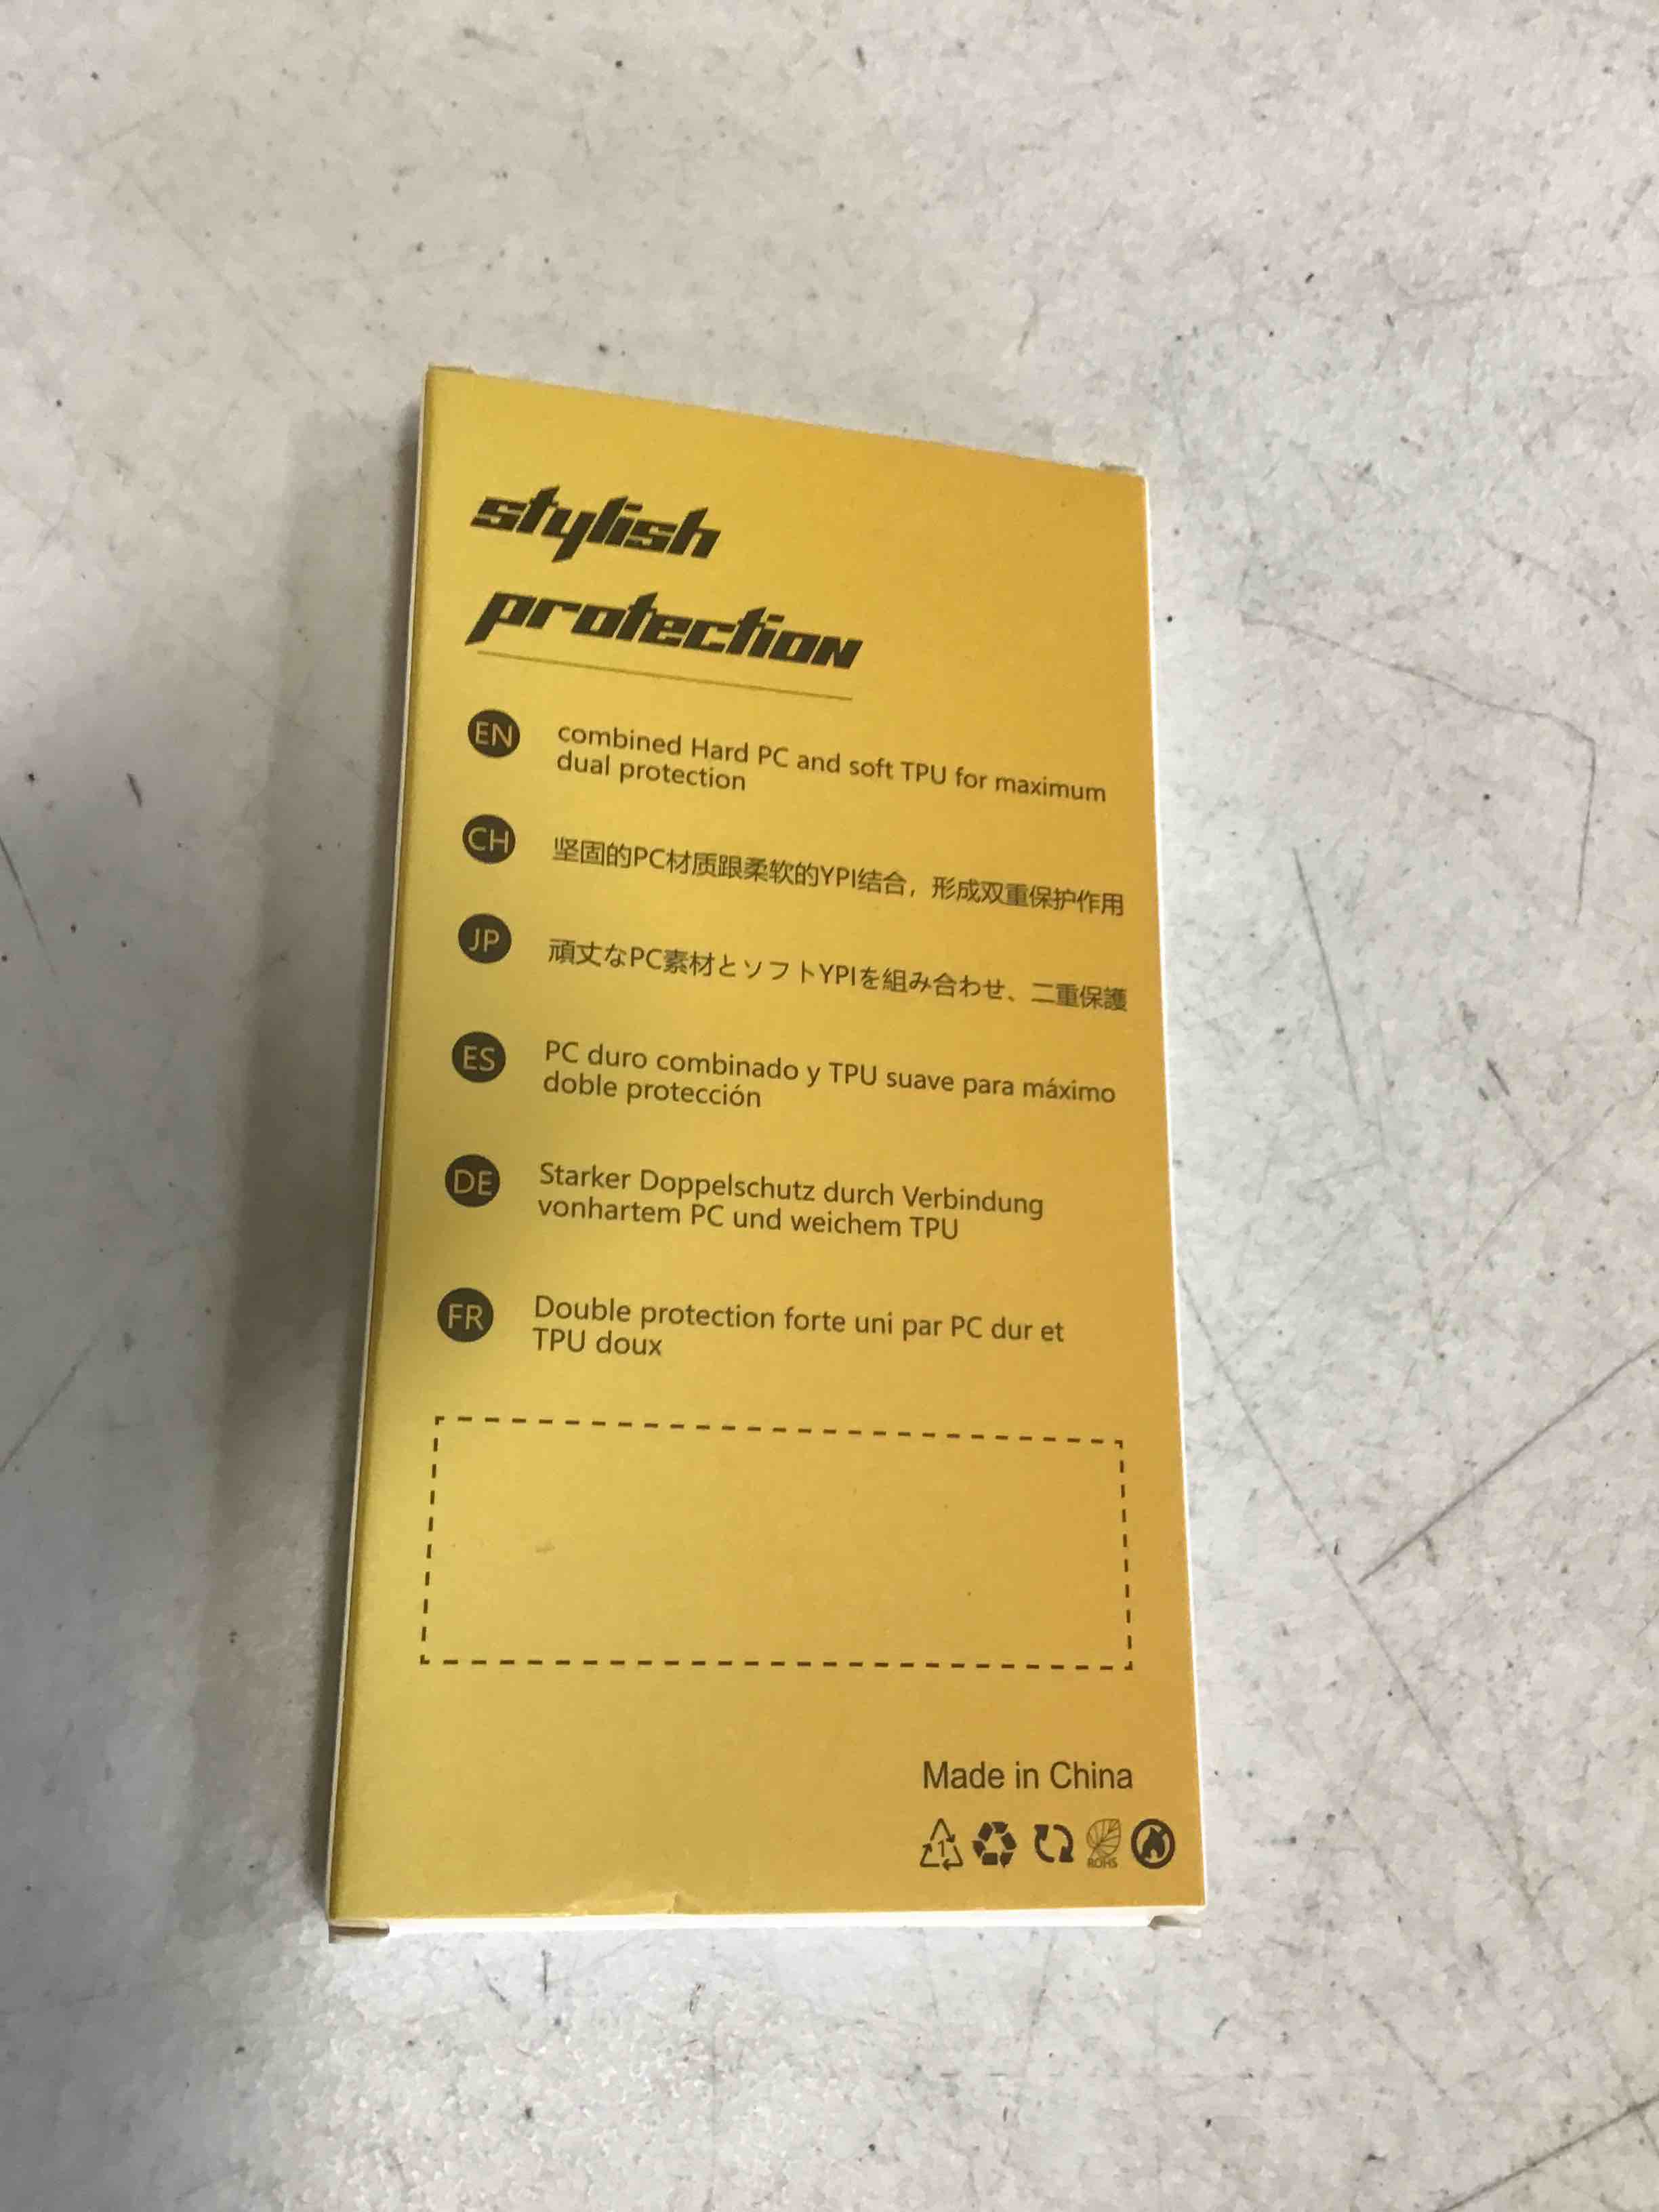 stylish
protection
EN
combined Hard PC and soft TPU for maximum
dual protection
CH
坚固的PC材质跟柔软的YPI结合，形成双重保护作用
JP
頑丈なPC素材とソフトYPIを組み合わせ、二重保護
ES
PC duro combinado y TPU suave para máximo
doble protección
DE
Starker Doppelschutz durch Verbindung
vonhartem PC und weichem TPU
FR
Double protection forte uni par PC dur et
TPU doux
Made in China
1
ROHS